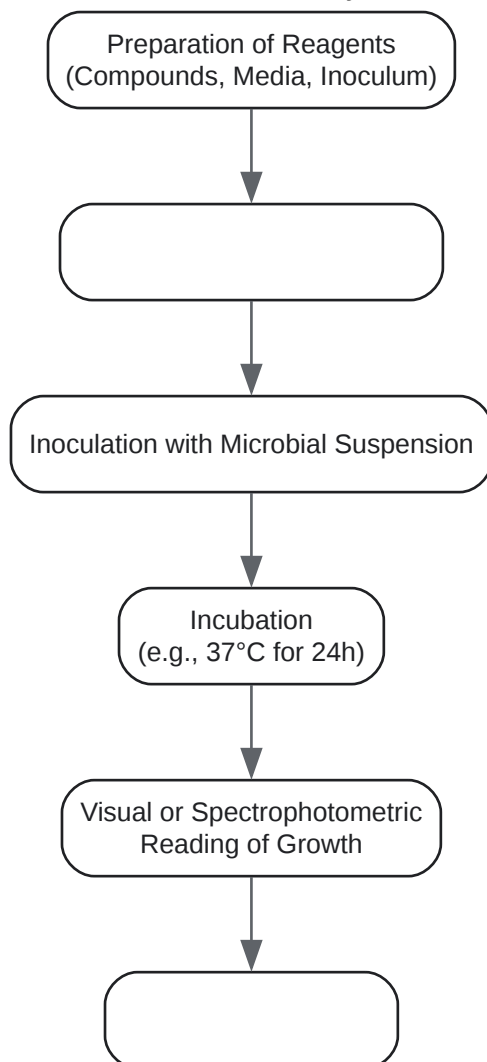 Preparation of Reagents
(Compounds, Media, Inoculum)
Inoculation with Microbial Suspension
Incubation
(e.g., 37°C for 24h)
Visual or Spectrophotometric
Reading of Growth